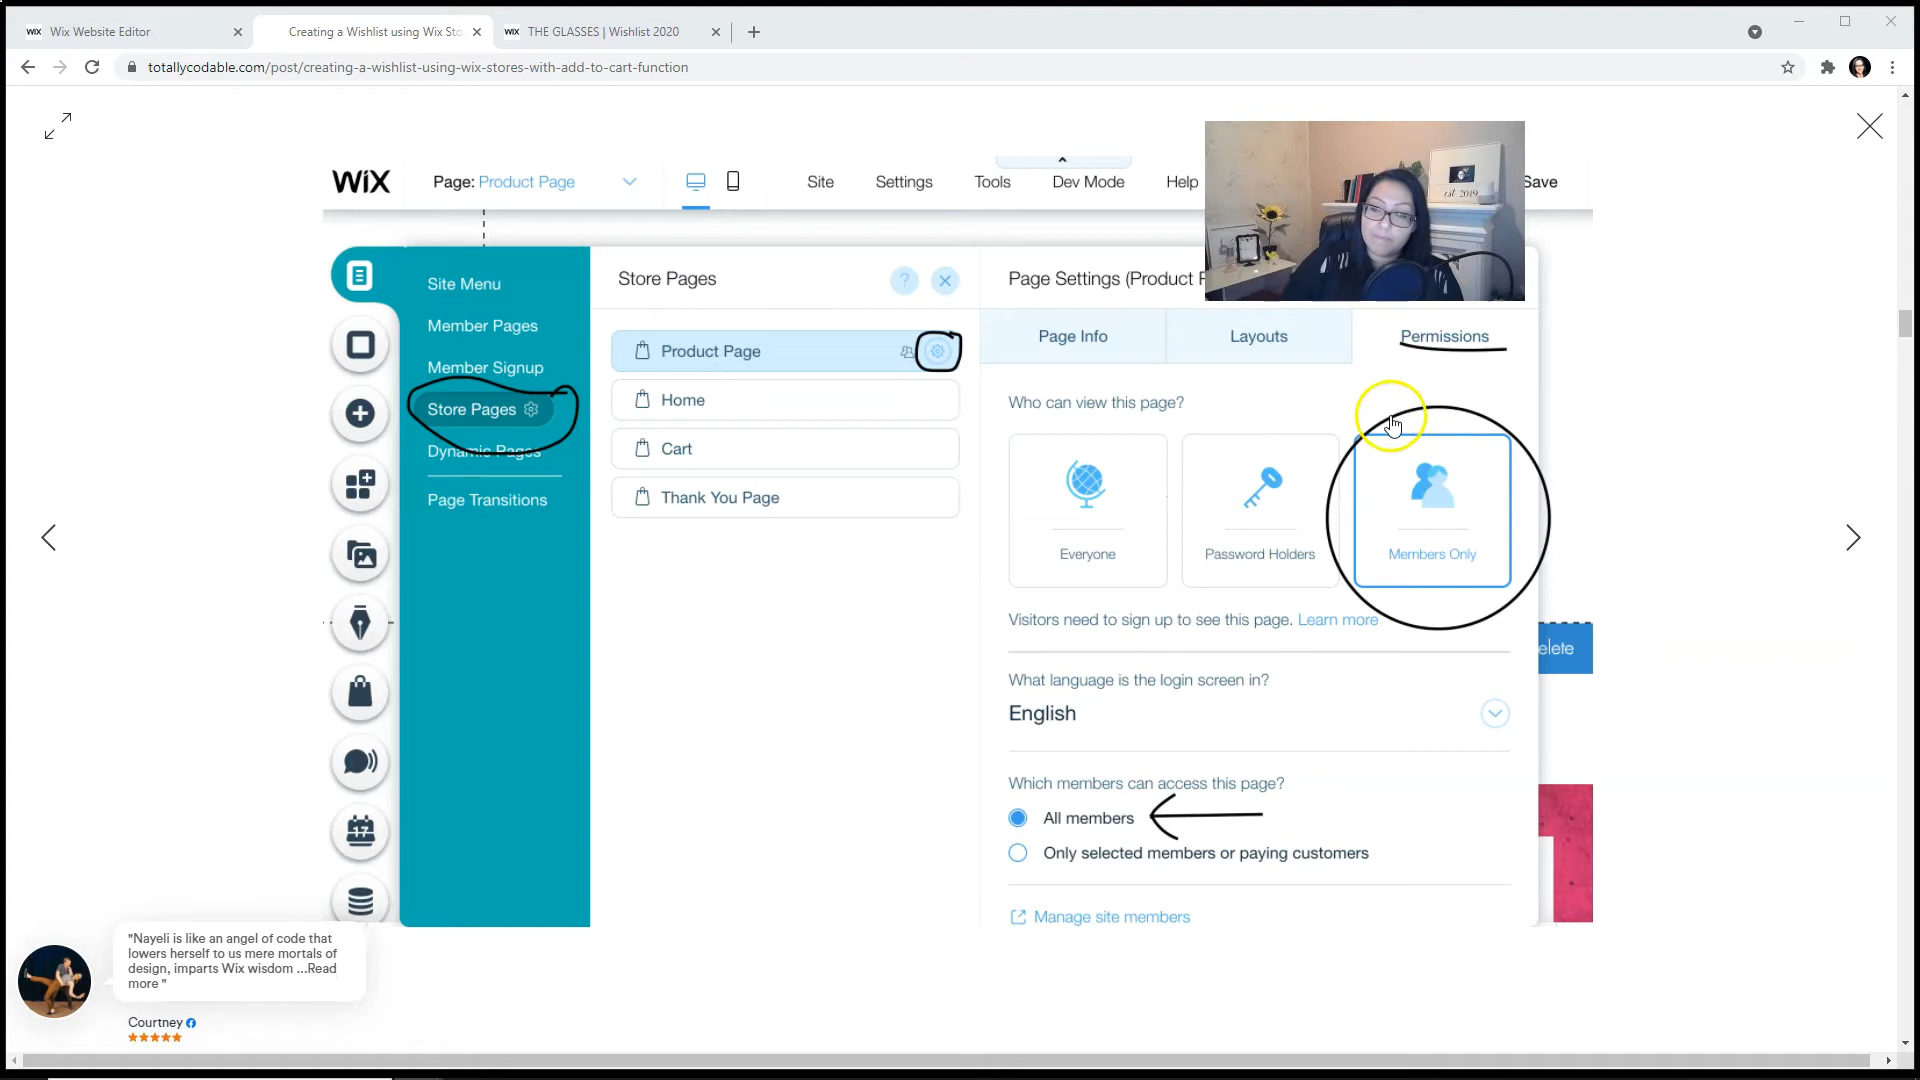 WIX Wix Website Editor
Creating a Wishlist using Wix Sto
WIX THE GLASSES | Wishlist 2020
totallycodable.com/post/creating-a-wishlist-using-wix-stores-with-add-to-cart-function
WIX Page: Product Page Site Settings Tools Dev Mode Help Save
est. 2019
Site Menu
Member Pages
Member Signup
Store Pages
Dynamic Pages
Page Transitions
Store Pages ?
Product Page
Home
Cart
Thank You Page
Page Settings (Product P
Page Info Layouts Permissions
Who can view this page?
Everyone Password Holders Members Only
Visitors need to sign up to see this page. Learn more
What language is the login screen in?
English
Which members can access this page?
All members
Only selected members or paying customers
Manage site members
elete
17
"Nayeli is like an angel of code that
lowers herself to us mere mortals of
design, imparts Wix wisdom ...Read
more "
Courtney